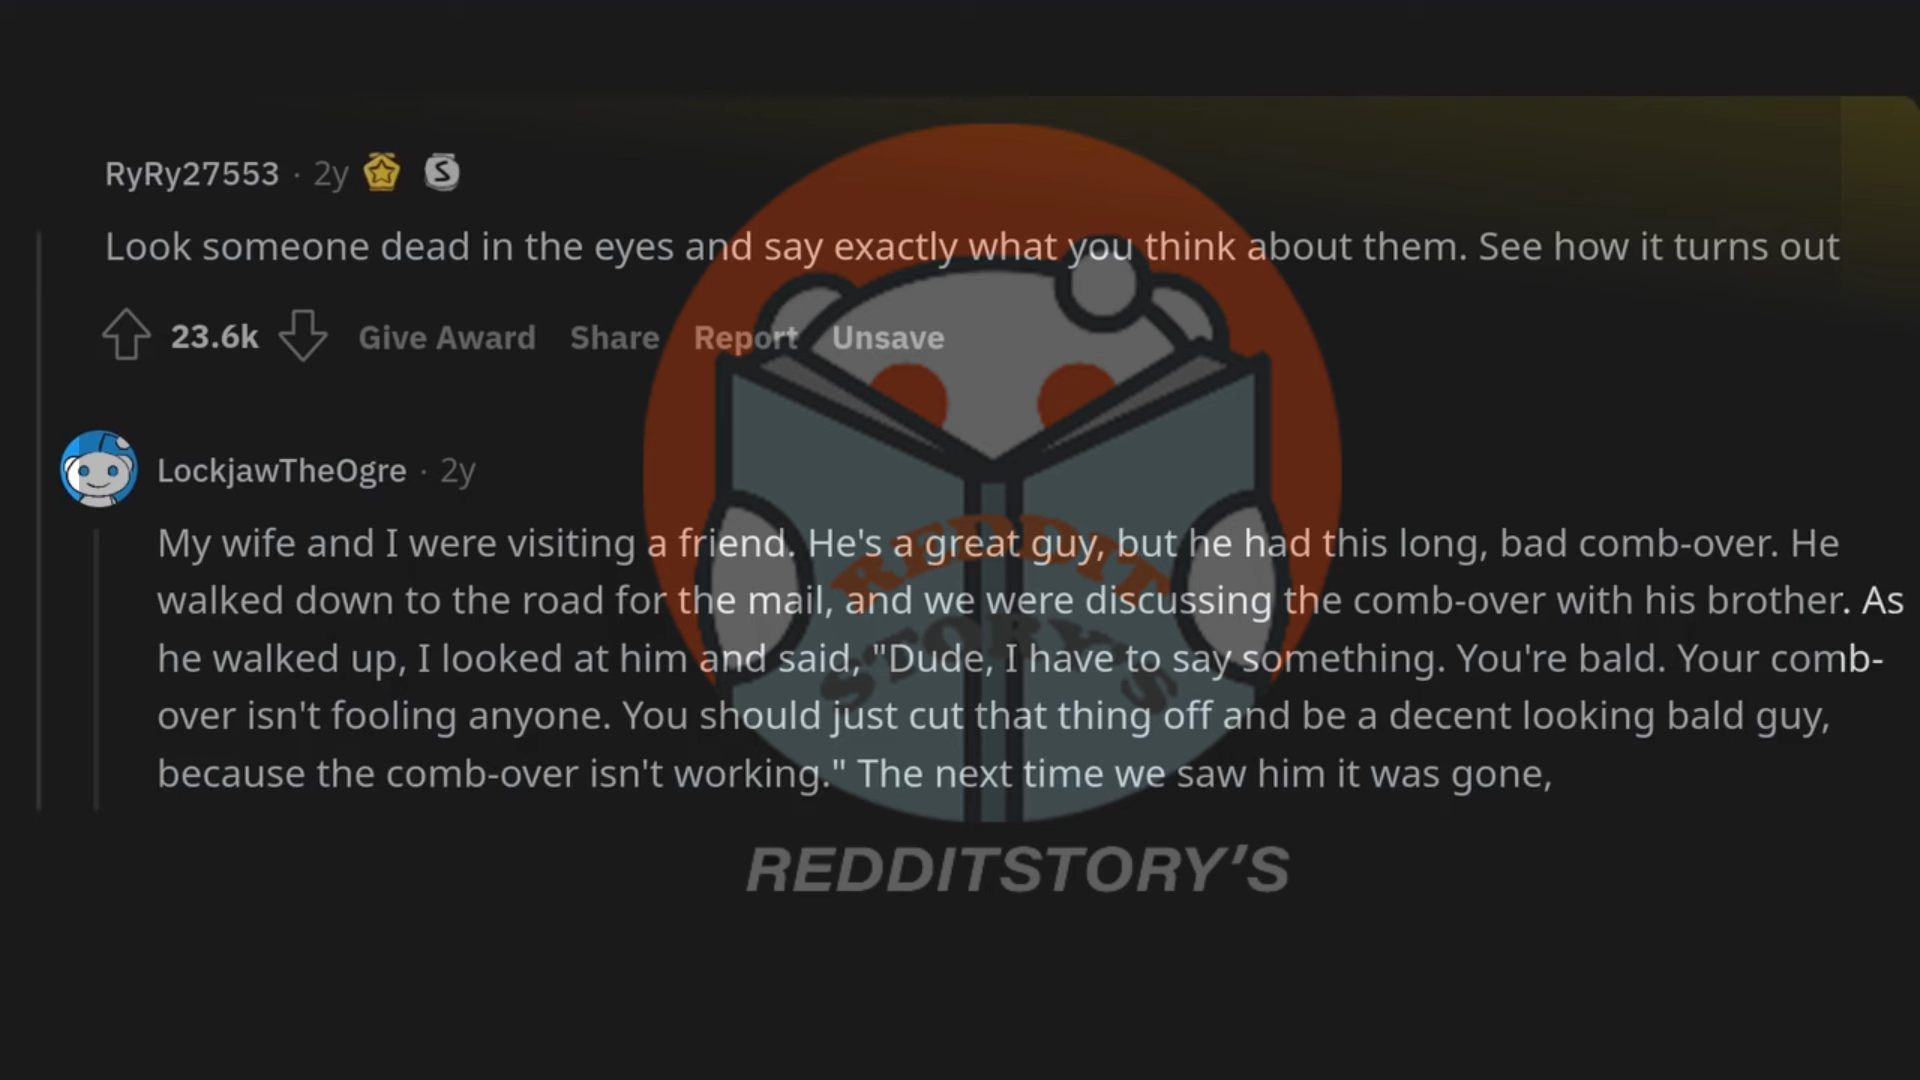 RyRy27553 · 2y
Look someone dead in the eyes and say exactly what you think about them. See how it turns out
23.6k Give Award Share Report Unsave
LockjawTheOgre · 2y
My wife and I were visiting a friend. He's a great guy, but he had this long, bad comb-over. He
walked down to the road for the mail, and we were discussing the comb-over with his brother. As
he walked up, I looked at him and said, "Dude, I have to say something. You're bald. Your comb-
over isn't fooling anyone. You should just cut that thing off and be a decent looking bald guy,
because the comb-over isn't working." The next time we saw him it was gone,
REDDIT
STORY'S
REDDITSTORY'S